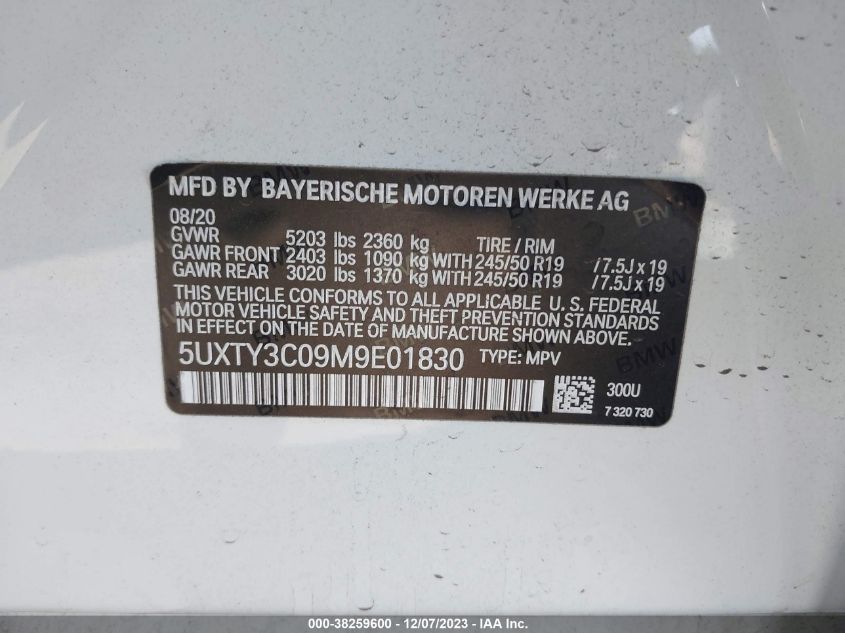 MFD BY BAYERISCHE MOTOREN WERKE AG
08/20
GVWR 5203 lbs 2360 kg TIRE / RIM
GAWR FRONT 2403 lbs 1090 kg WITH 245/50 R19 /7.5J x 19
GAWR REAR 3020 lbs 1370 kg WITH 245/50 R19 /7.5J x 19
THIS VEHICLE CONFORMS TO ALL APPLICABLE U. S. FEDERAL
MOTOR VEHICLE SAFETY AND THEFT PREVENTION STANDARDS
IN EFFECT ON THE DATE OF MANUFACTURE SHOWN ABOVE.
5UXTY3C09M9E01830 TYPE: MPV
300U
7 320 730
000-38259600 - 12/07/2023 - IAA Inc.